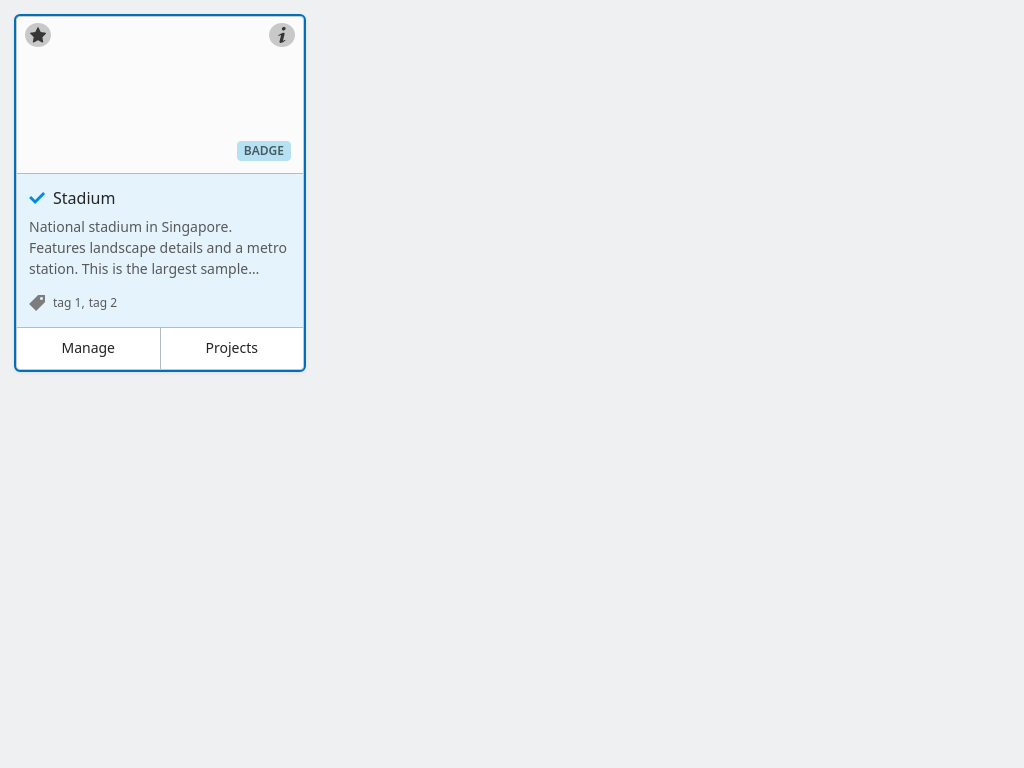 BADGE
Stadium
National stadium in Singapore.
Features landscape details and a metro
station. This is the largest sample...
tag 1, tag 2
Manage
Projects